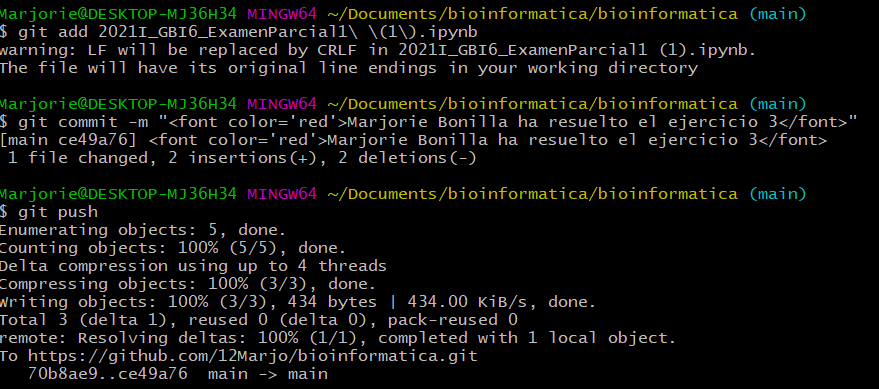 Marjorie@DESKTOP-MJ36H34 MINGW64 ~/Documents/bioinformatica/bioinformatica (main)
$ git add 2021I_GBI6_ExamenParcial1\ \(1\).ipynb
warning: LF will be replaced by CRLF in 2021I_GBI6_ExamenParcial1 (1).ipynb.
The file will have its original line endings in your working directory
Marjorie@DESKTOP-MJ36H34 MINGW64 ~/Documents/bioinformatica/bioinformatica (main)
$ git commit -m "<font color='red'>Marjorie Bonilla ha resuelto el ejercicio 3</font>"
[main ce49a76] <font color='red'>Marjorie Bonilla ha resuelto el ejercicio 3</font>
1 file changed, 2 insertions(+), 2 deletions(-)
Marjorie@DESKTOP-MJ36H34 MINGW64 ~/Documents/bioinformatica/bioinformatica (main)
$ git push
Enumerating objects: 5, done.
Counting objects: 100% (5/5), done.
Delta compression using up to 4 threads
Compressing objects: 100% (3/3), done.
Writing objects: 100% (3/3), 434 bytes | 434.00 KiB/s, done.
Total 3 (delta 1), reused 0 (delta 0), pack-reused 0
remote: Resolving deltas: 100% (1/1), completed with 1 local object.
To https://github.com/12Marjo/bioinformatica.git
70b8ae9..ce49a76  main -> main